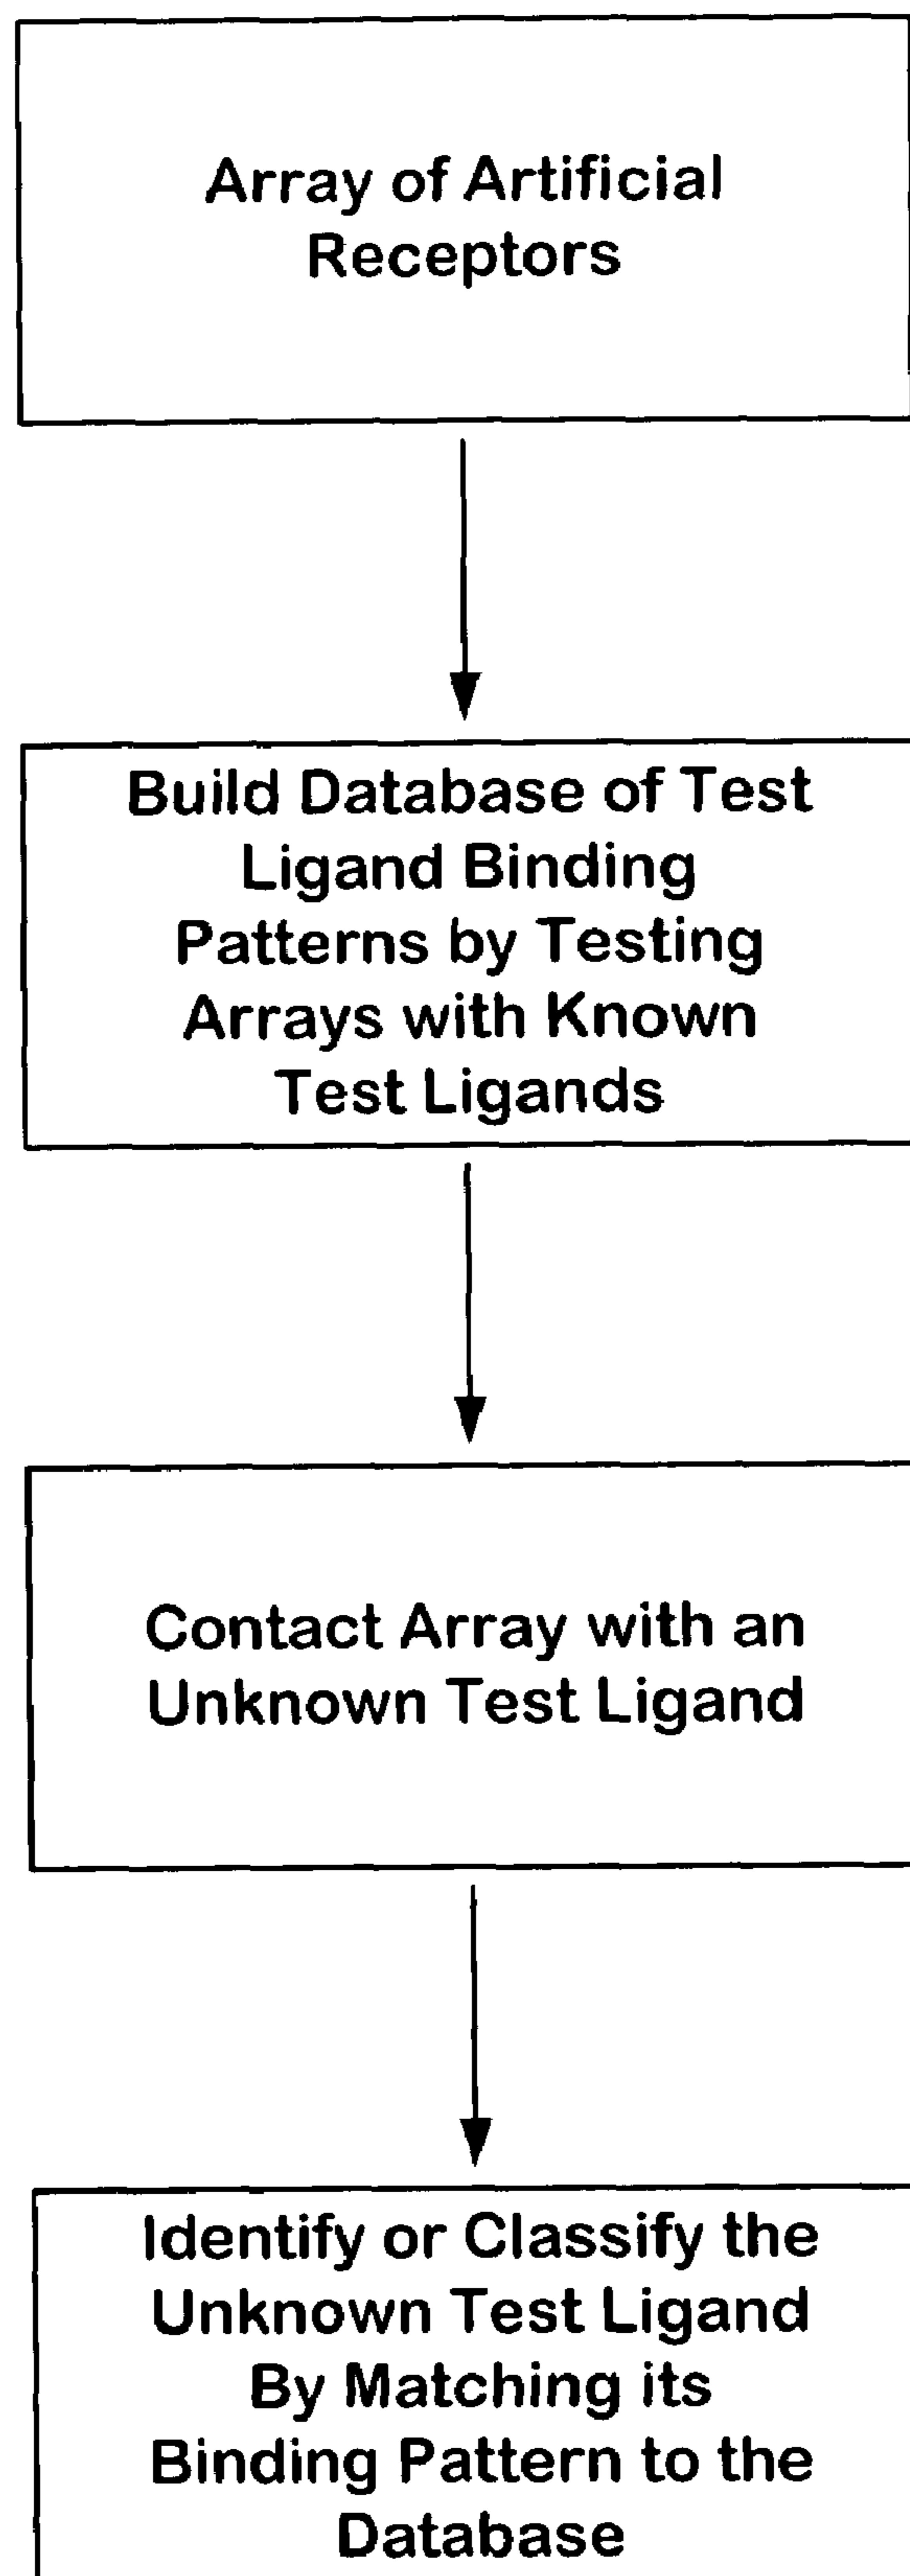 Array of Artificial
Receptors
Build Database of Test
Ligand Binding
Patterns by Testing
Arrays with Known
Test Ligands
Contact Array with an
Unknown Test Ligand
Identify or Classify the
Unknown Test Ligand
By Matching its
Binding Pattern to the
Database